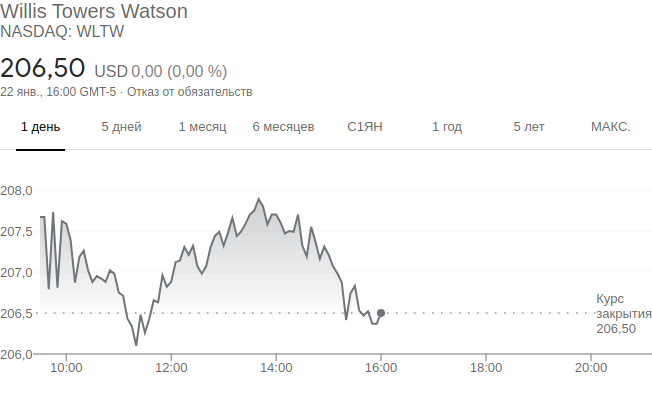 Willis Towers Watson
NASDAQ: WLTW
206,50 USD 0,00 (0,00 %)
22 янв., 16:00 GMT-5 · Отказ от обязательств
1 день 5 дней 1 месяц 6 месяцев С1ЯН 1 год 5 лет МАКС.
208,0
207,5
207,0
206,5
206,0
Курс
закрытия
206,50
10:00 12:00 14:00 16:00 18:00 20:00